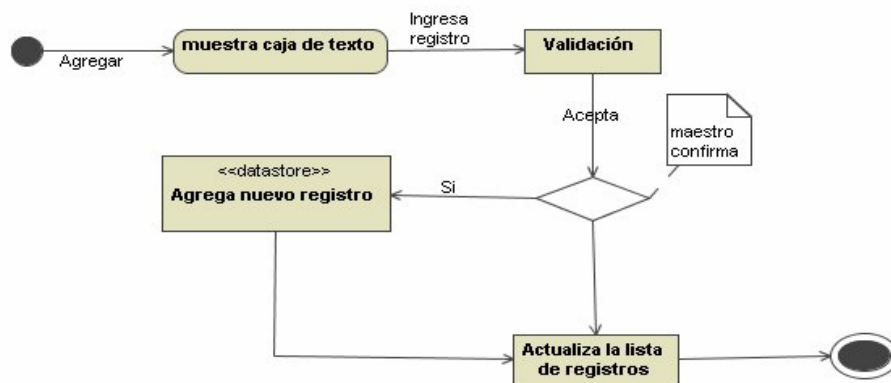 Agregar
muestra caja de texto
Ingresa
registro
Validación
Acepta
maestro
confirma
<<datastore>>
Agrega nuevo registro
Si
Actualiza la lista
de registros